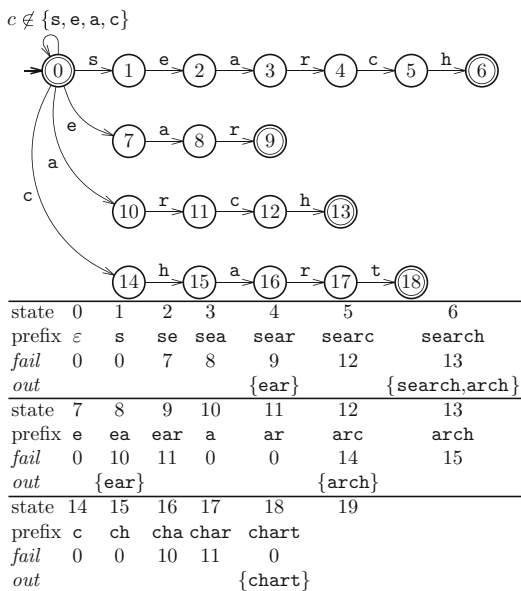 c ∉ {s, e, a, c}
0 s 1 e 2 a 3 r 4 c 5 h 6
e 7 a 8 r 9
a 10 r 11 c 12 h 13
c 14 h 15 a 16 r 17 t 18
state 0 1 2 3 4 5 6
prefix ε s se sea sear searc search
fail 0 0 7 8 9 12 13
out {ear} {search,arch}
state 7 8 9 10 11 12 13
prefix e ea ear a ar arc arch
fail 0 10 11 0 0 14 15
out {ear} {arch}
state 14 15 16 17 18 19
prefix c ch cha char chart
fail 0 0 10 11 0
out {chart}